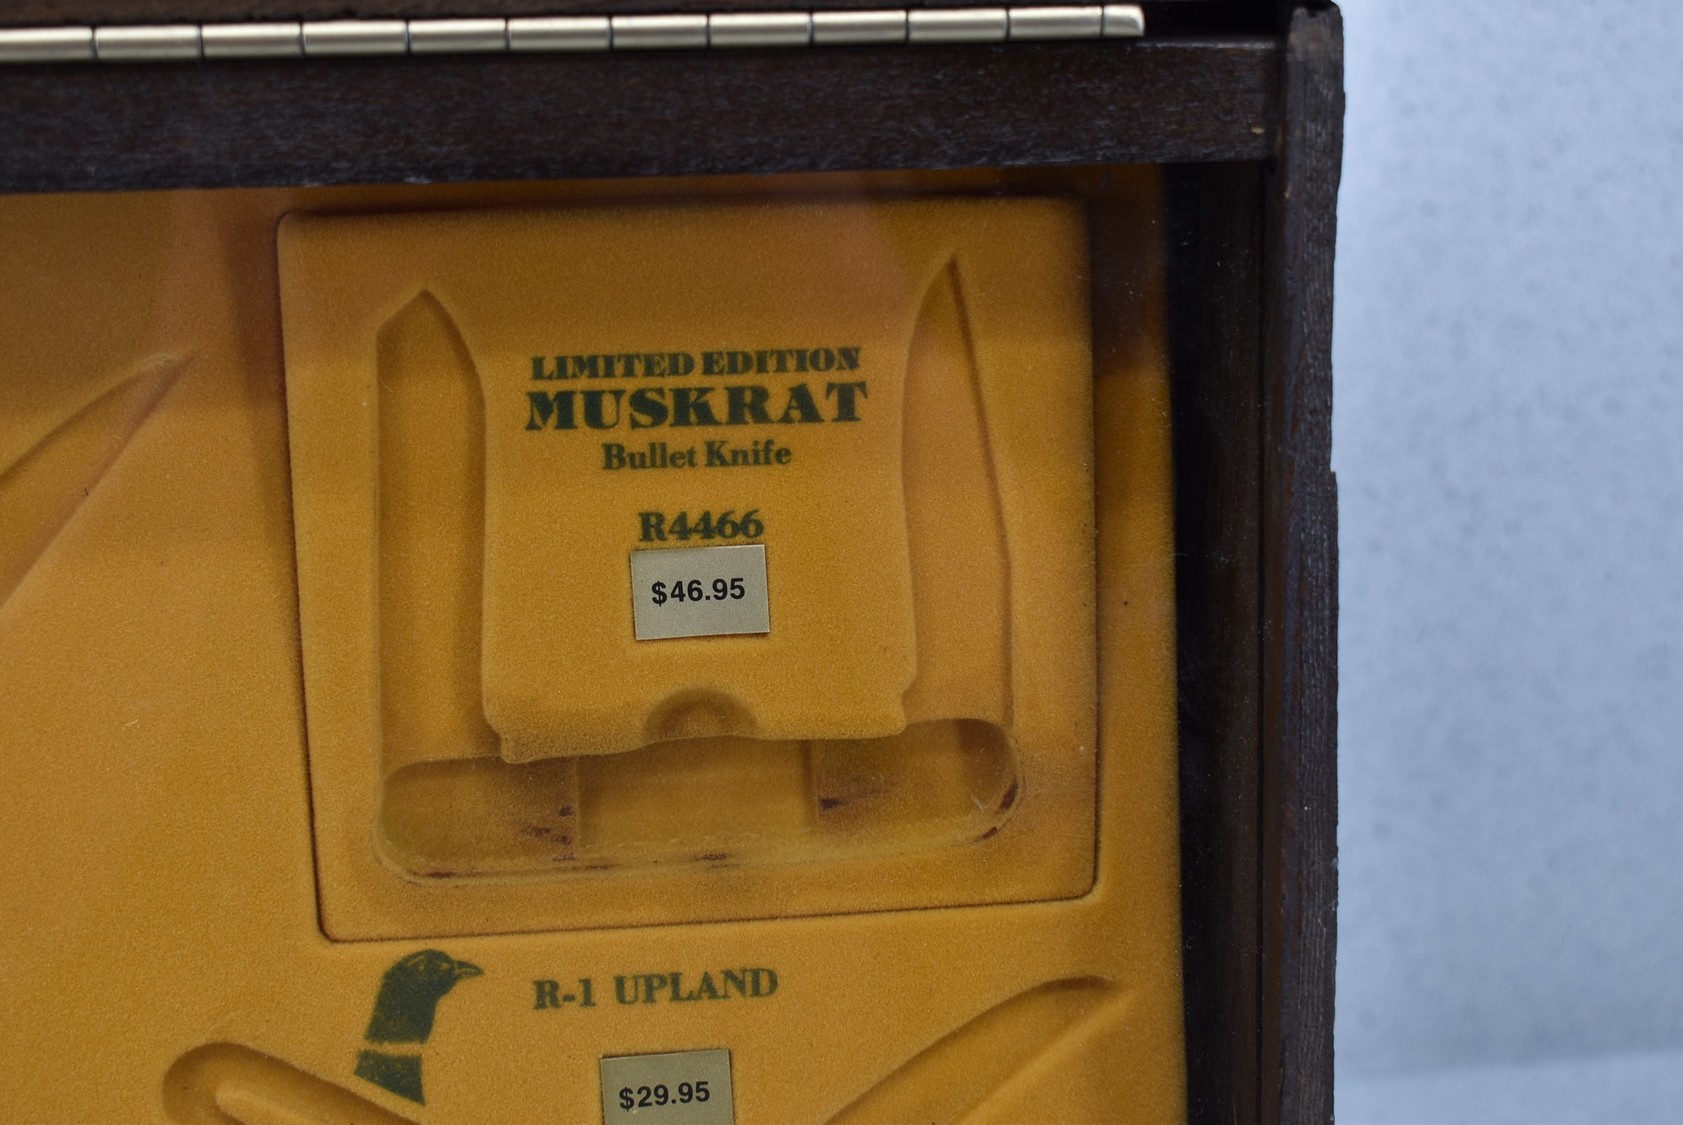 LIMITED EDITION
MUSKRAT
Bullet Knife
R4466
$46.95
R-1 UPLAND
$29.95